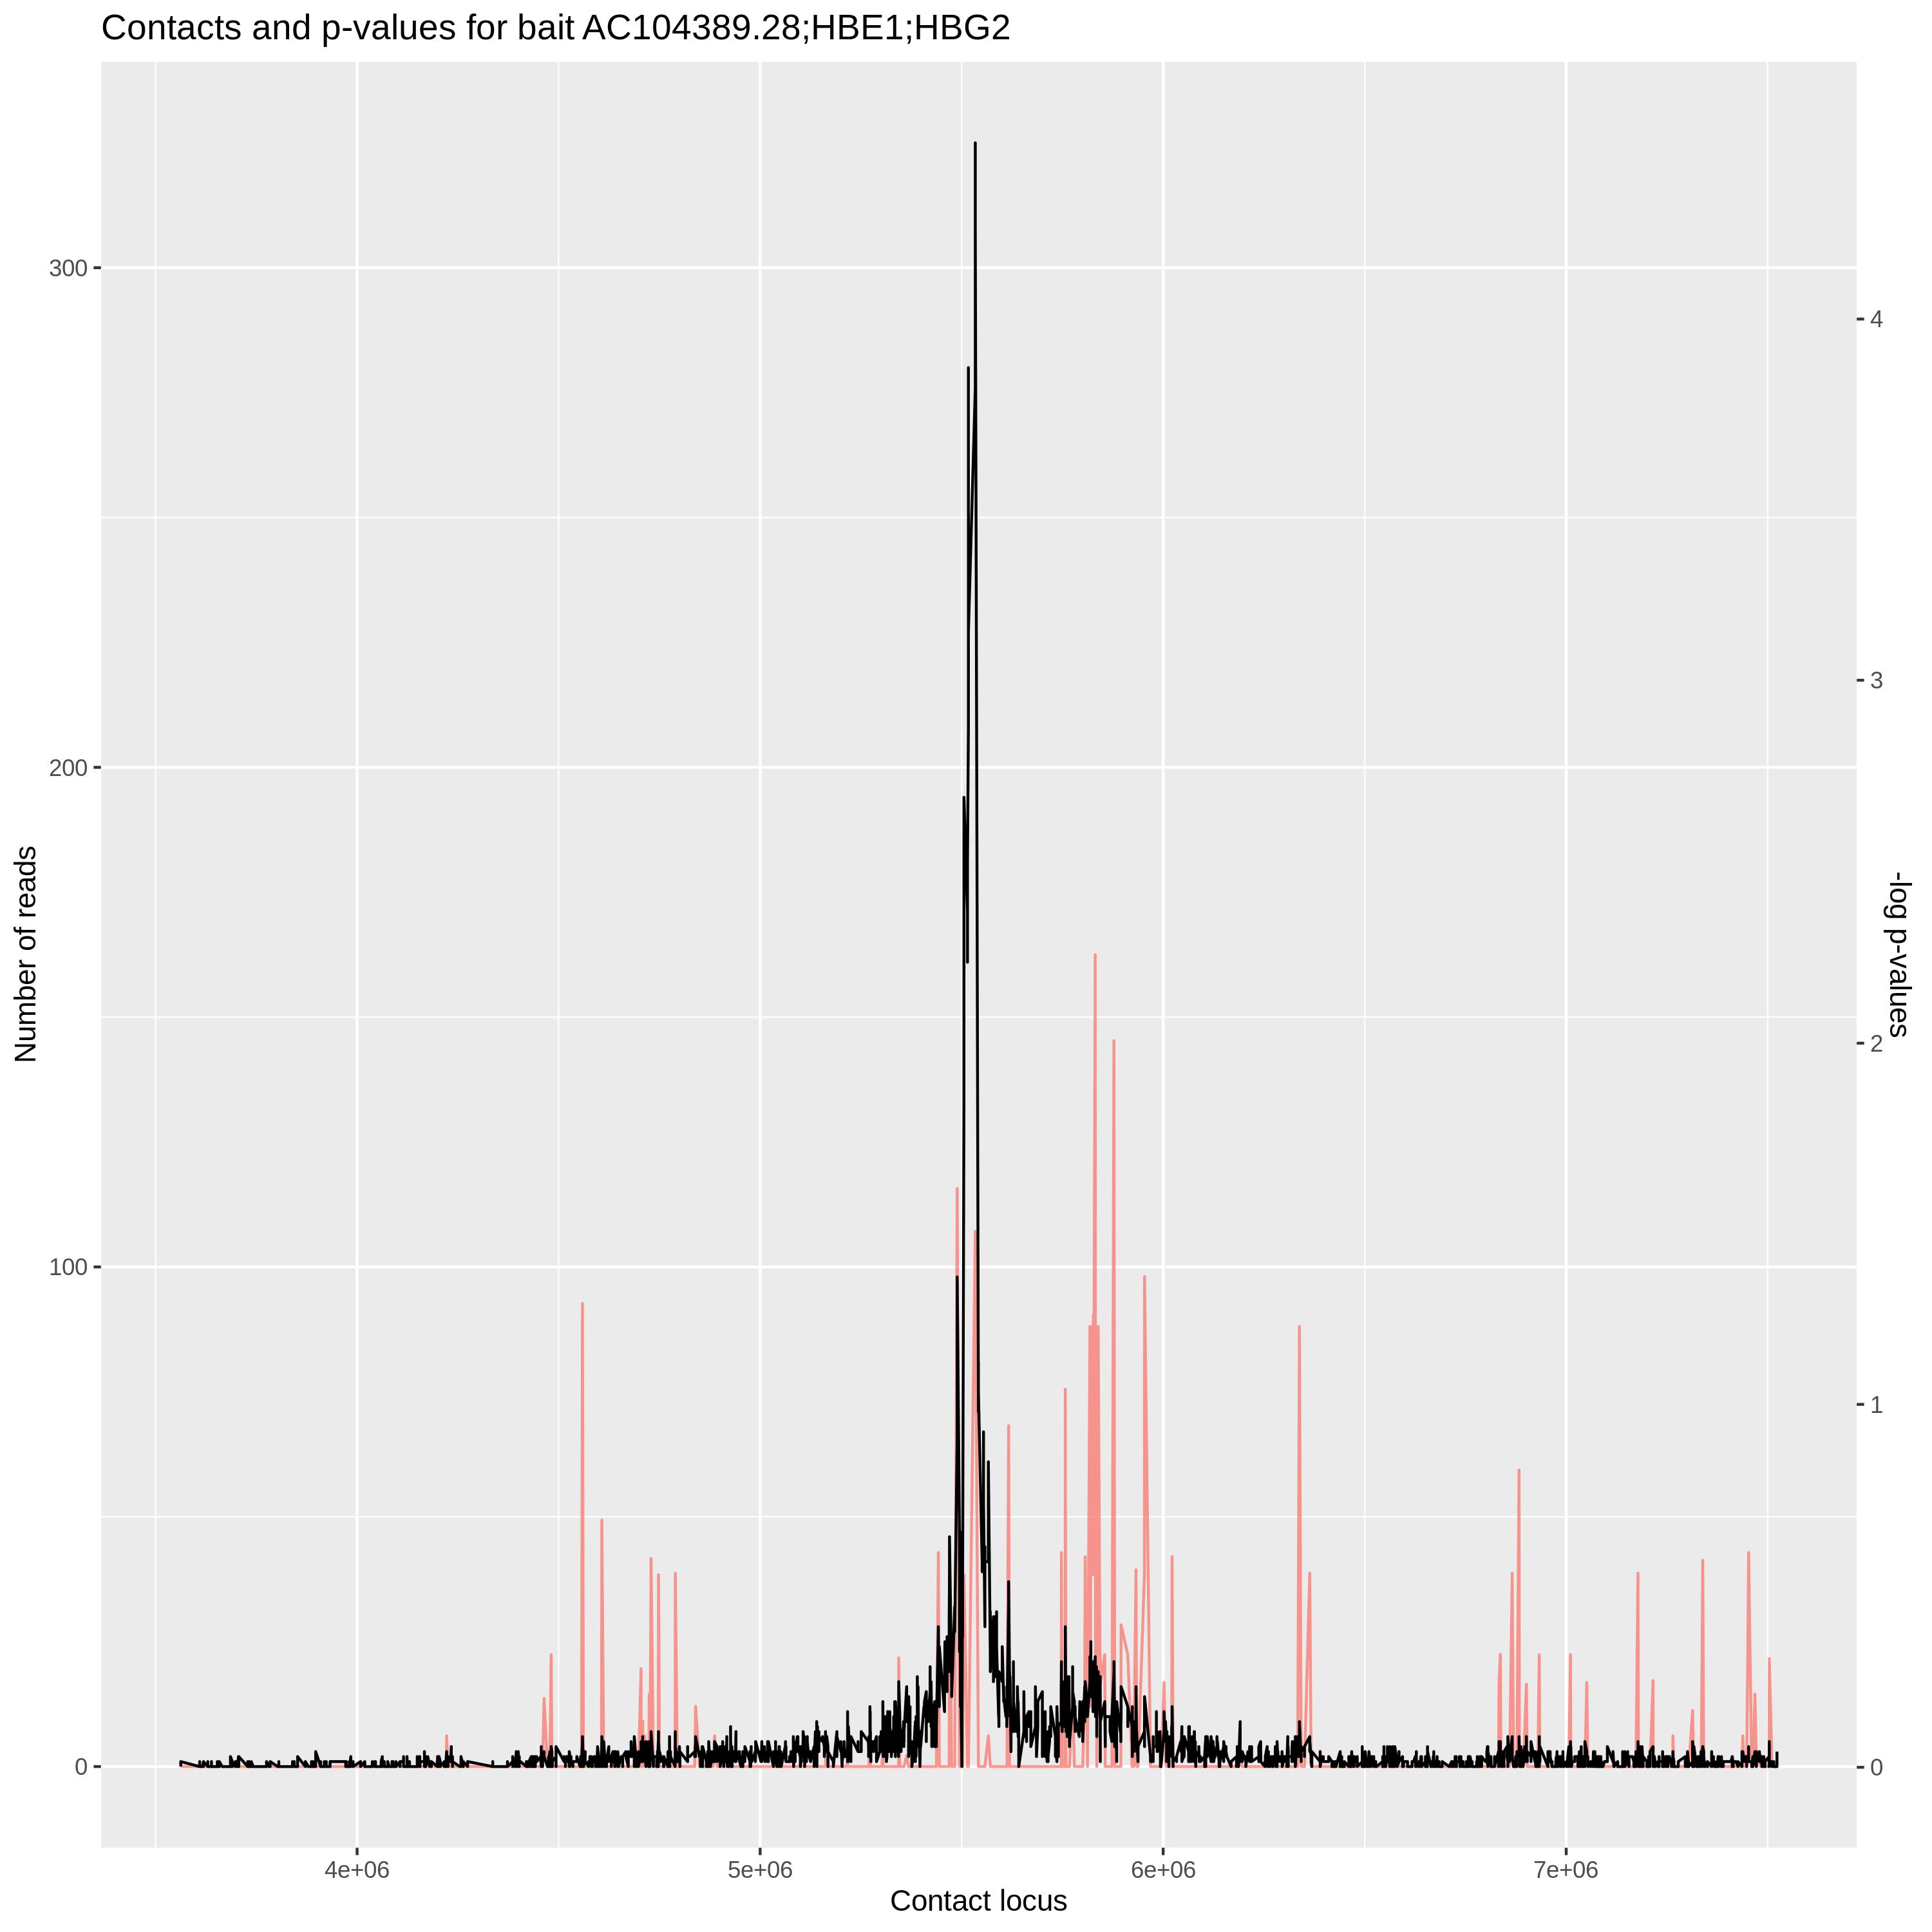 Contacts and p-values for bait AC104389.28;HBE1;HBG2
Number of reads
300
200
100
0
4
3
2
1
0
-log p-values
4e+06
5e+06
6e+06
7e+06
Contact locus